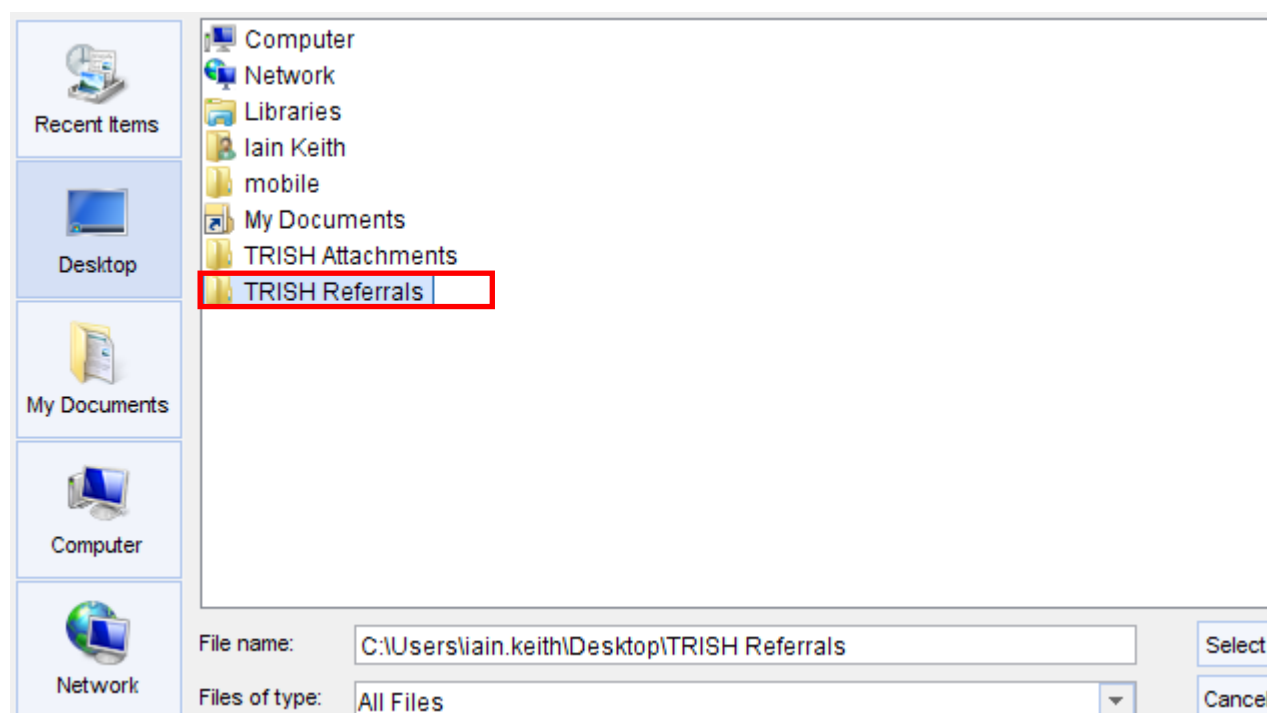 Recent Items
Desktop
My Documents
Computer
Network
Computer
Network
Libraries
Iain Keith
mobile
My Documents
TRISH Attachments
TRISH Referrals
File name: C:\Users\iain.keith\Desktop\TRISH Referrals
Select
Files of type: All Files
Cancel